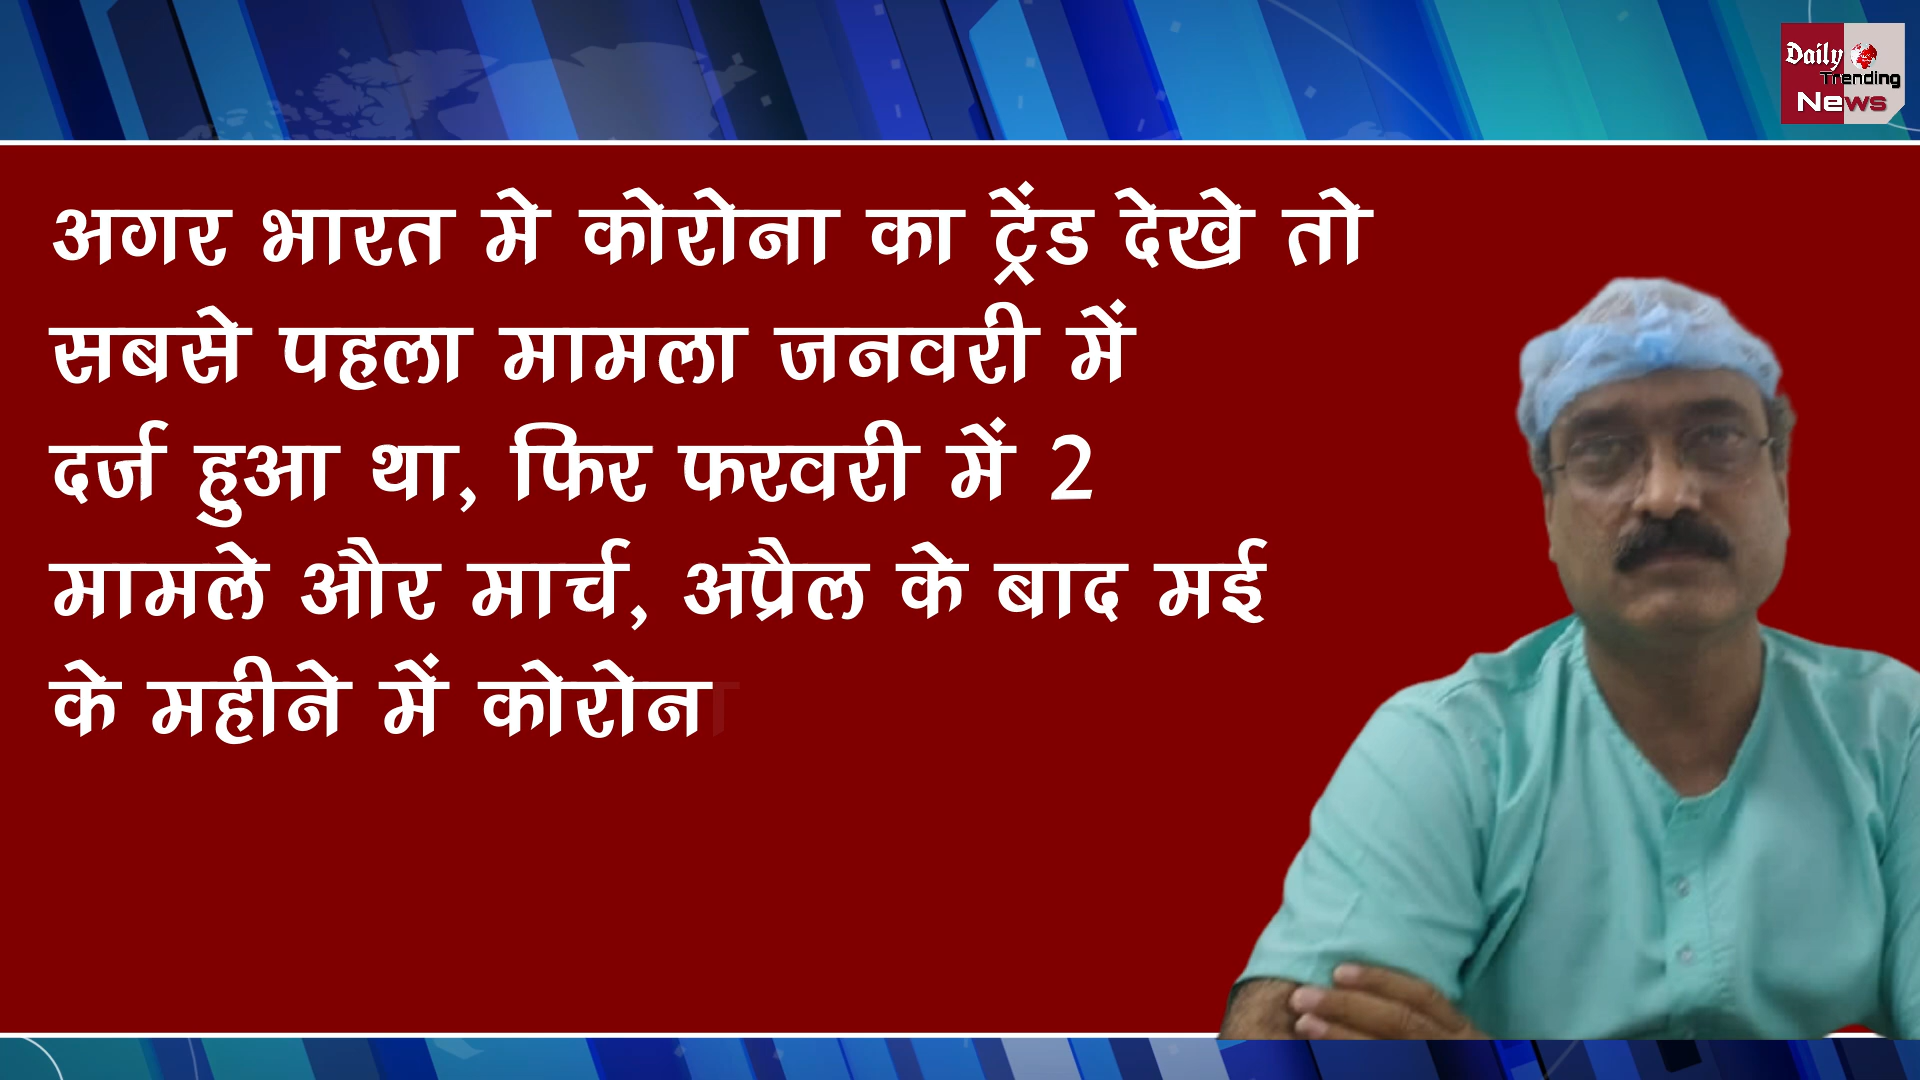 Daily
Trending
News
अगर भारत मे कोरोना का ट्रेंड देखे तो
सबसे पहला मामला जनवरी में
दर्ज हुआ था, फिर फरवरी में 2
मामले और मार्च, अप्रैल के बाद मई
के महीने में कोरोना